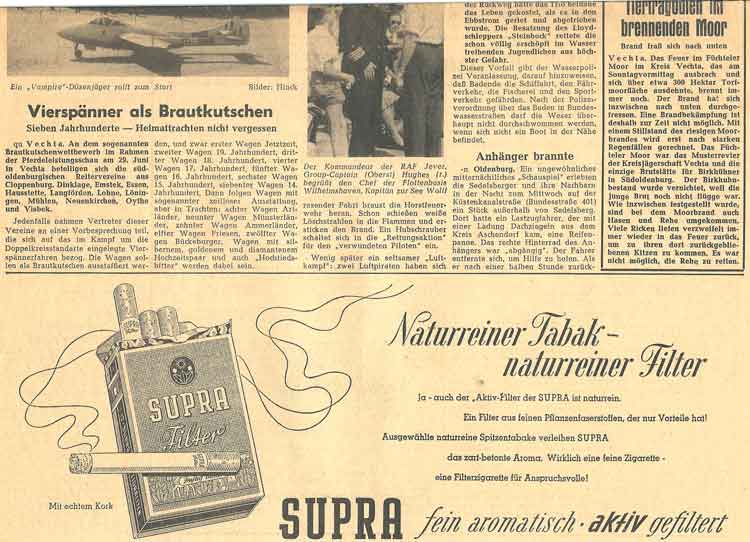 Ein „Vampire"-Düsenjäger rollt zum Start
Bilder: Flinck
Vierspänner als Brautkutschen
Sieben Jahrhunderte — Heimattrachten nicht vergessen
qu Vechta. An dem sogenannten
Brautkutschenwettbewerb im Rahmen
der Pferdeleistungsschau am 29. Juni
in Vechta beteiligen sich die süd-
oldenburgischen Reitervereine aus
Cloppenburg, Dinklage, Emstek, Essen,
Haustette, Langförden, Lohne, Lönin-
gen, Mühlen, Neuenkirchen, Oythe
und Visbek.
Jedenfalls nahmen Vertreter dieser
Vereine an einer Vorbesprechung teil,
die sich auf das im Kampf um die
Doppelkreisstandarte eingelegte Vier-
spännerfahren bezog. Die Wagen sol-
len als Brautkutschen ausstaffiert wer-
den, und zwar erster Wagen Jetztzeit,
zweiter Wagen 19. Jahrhundert, drit-
ter Wagen 18. Jahrhundert, vierter
Wagen 17. Jahrhundert, fünfter Wa-
gen 16. Jahrhundert, sechster Wagen
15. Jahrhundert, siebenter Wagen 14.
Jahrhundert. Dann folgen Wagen mit
sogenannter zeitloser Ausstattung,
aber in Trachten: achter Wagen Art-
länder, neunter Wagen Münsterlän-
der, zehnter Wagen Ammerländer,
elfter Wagen Friesen, zwölfter Wa-
gen Bückeburger. Wagen mit sil-
bernem, goldenem und diamantenem
Hochzeitspaar und auch „Hochtieds-
bitter" werden dabei sein.
Der Kommandeur des RAF Jever,
Group-Captain (Oberst) Hughes (r.)
begrüßt den Chef der Flottenbasis
Wilhelmshaven, Kapitän zur See Wolf
rasender Fahrt braust die Horstfeuer-
wehr heran. Schon schießen weiße
Löschstrahlen in die Flammen und er-
sticken den Brand. Ein Hubschrauber
schaltet sich in die „Rettungsaktion"
für den „verwundeten Piloten" ein.
Wenig später ein seltsamer „Luft-
kampf": zwei Luftpiraten haben sich
der Rückweg hätte das Trio beinahe
das Leben gekostet, als es in den
Ebbstrom geriet und abgetrieben
wurde. Die Besatzung des Lloyd-
schleppers „Steinbock" rettete die
schon völlig erschöpft im Wasser
treibenden Jugendlichen aus höch-
ster Gefahr.
Dieser Vorfall gibt der Wasserpoli-
zei Veranlassung, darauf hinzuweisen,
daß Badende die Schiffahrt, den Fähr-
verkehr, die Fischerei und den Sport-
verkehr gefährden. Nach der Polizei-
verordnung über das Baden in Bundes-
wasserstraßen darf die Weser über-
haupt nicht durchschwommen werden,
wenn sich nicht ein Boot in der Nähe
befindet.
Anhänger brannte
-n Oldenburg. Ein ungewöhnliches
mitternächtliches „Schauspiel" erlebten
die Sedelsberger und ihre Nachbarn
in der Nacht zum Mittwoch auf der
Küstenkanalstraße (Bundesstraße 401)
ein Stück außerhalb von Sedelsberg.
Dort hatte ein Lastzugfahrer, der mit
einer Ladung Dachziegeln aus dem
Kreis Aschendorf kam, eine Reifen-
panne. Das rechte Hinterrad des An-
hängers war „abgängig". Der Fahrer
entfernte sich, um Hilfe zu holen. Als
er nach einer halben Stunde zurück-
Tiertragödien im
brennenden Moor
Brand fraß sich nach unten
Vechta. Das Feuer im Füchteler
Moor im Kreis Vechta, das am
Sonntagvormittag ausbrach und
sich über etwa 300 Hektar Torf-
moorfläche ausdehnte, brennt im-
mer noch. Der Brand hat sich
inzwischen nach unten durchge-
fressen. Eine Brandbekämpfung ist
deshalb zur Zeit nicht möglich. Mit
einem Stillstand des riesigen Moor-
brandes wird erst nach starken
Regenfällen gerechnet. Das Füchte-
ler Moor war das Musterrevier
der Kreisjägerschaft Vechta und die
einzige Brutstätte für Birkhühner
in Südoldenburg. Der Birkhuhn-
bestand wurde vernichtet, weil die
junge Brut noch nicht flügge war.
Wie inzwischen festgestellt wurde,
sind bei dem Moorbrand auch
Hasen und Rehe umgekommen.
Viele Ricken liefen verzweifelt im-
mer wieder in das Feuer zurück,
um zu ihren dort zurückgeblie-
benen Kitzen zu kommen. Es war
nicht möglich, die Rehe zu retten.
SUPRA
Filter
Mit echtem Kork
Naturreiner Tabak –
naturreiner Filter
Ja - auch der „Aktiv-Filter der SUPRA ist naturrein.
Ein Filter aus feinen Pflanzenfaserstoffen, der nur Vorteile hat!
Ausgewählte naturreine Spitzentabake verleihen SUPRA
das zart-betonte Aroma. Wirklich eine feine Zigarette -
eine Filterzigarette für Anspruchsvolle!
SUPRA fein aromatisch · aktiv gefiltert